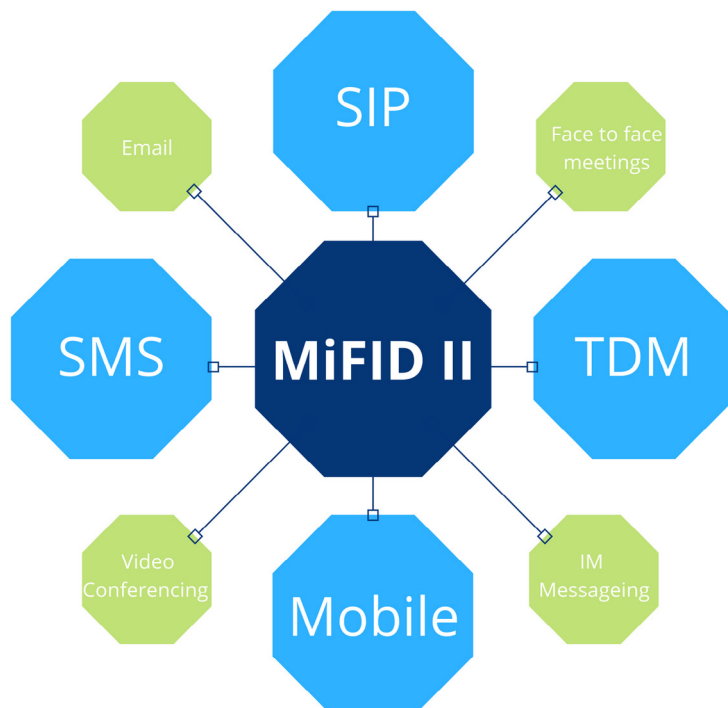 SIP
Email
Face to face
meetings
SMS
MiFID II
TDM
Video
Conferencing
Mobile
IM
Messageing